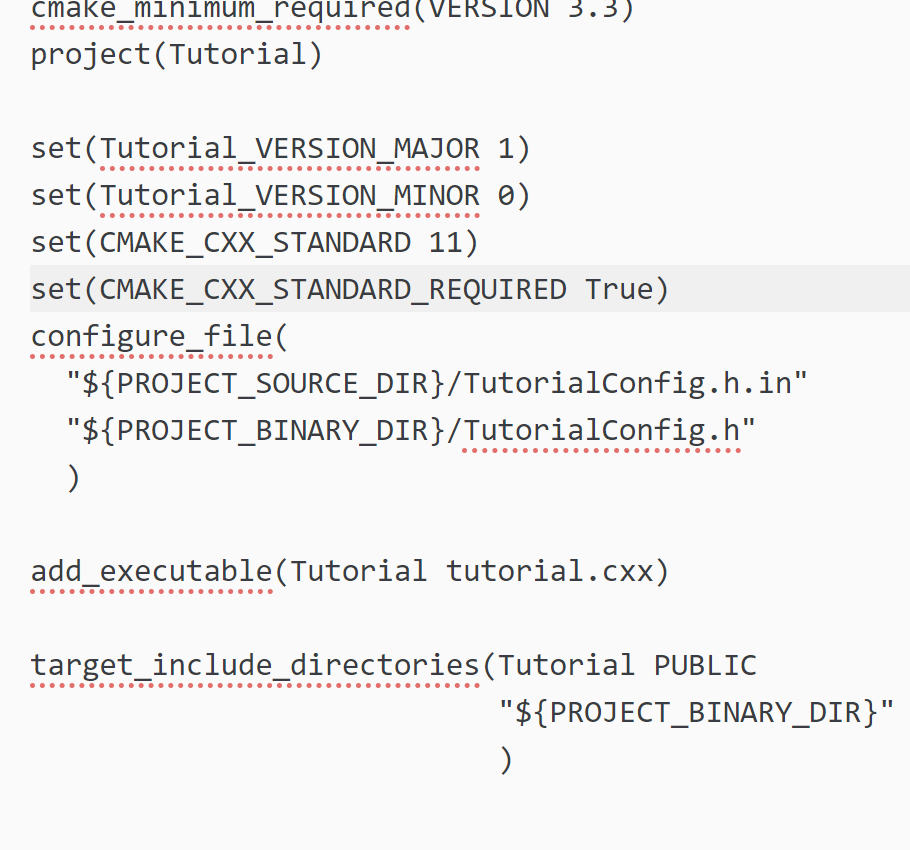 cmake_minimum_required(VERSION 3.3)
project(Tutorial)
set(Tutorial_VERSION_MAJOR 1)
set(Tutorial_VERSION_MINOR 0)
set(CMAKE_CXX_STANDARD 11)
set(CMAKE_CXX_STANDARD_REQUIRED True)
configure_file(
"${PROJECT_SOURCE_DIR}/TutorialConfig.h.in"
"${PROJECT_BINARY_DIR}/TutorialConfig.h"
)
add_executable(Tutorial tutorial.cxx)
target_include_directories(Tutorial PUBLIC
"${PROJECT_BINARY_DIR}"
)